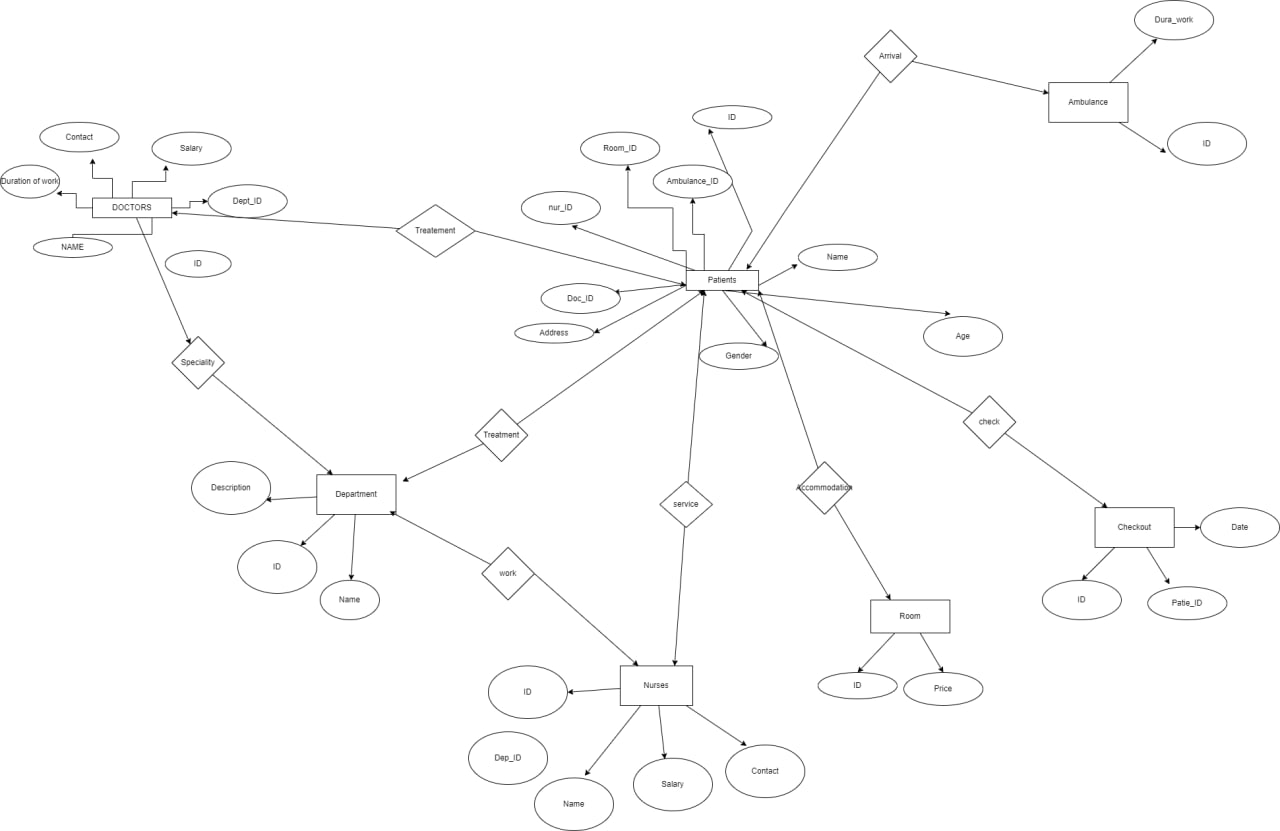 Dura_work
Arrival
Ambulance
ID
ID
Contact
Salary
Room_ID
Ambulance_ID
Duration of work
DOCTORS
Dept_ID
nur_ID
Treatement
NAME
ID
Patients
Name
Doc_ID
Address
Gender
Age
Speciality
Treatment
check
Description
Department
service
Accommodation
Checkout
Date
ID
Name
work
ID
Patie_ID
Room
ID
Price
Nurses
ID
Dep_ID
Name
Salary
Contact